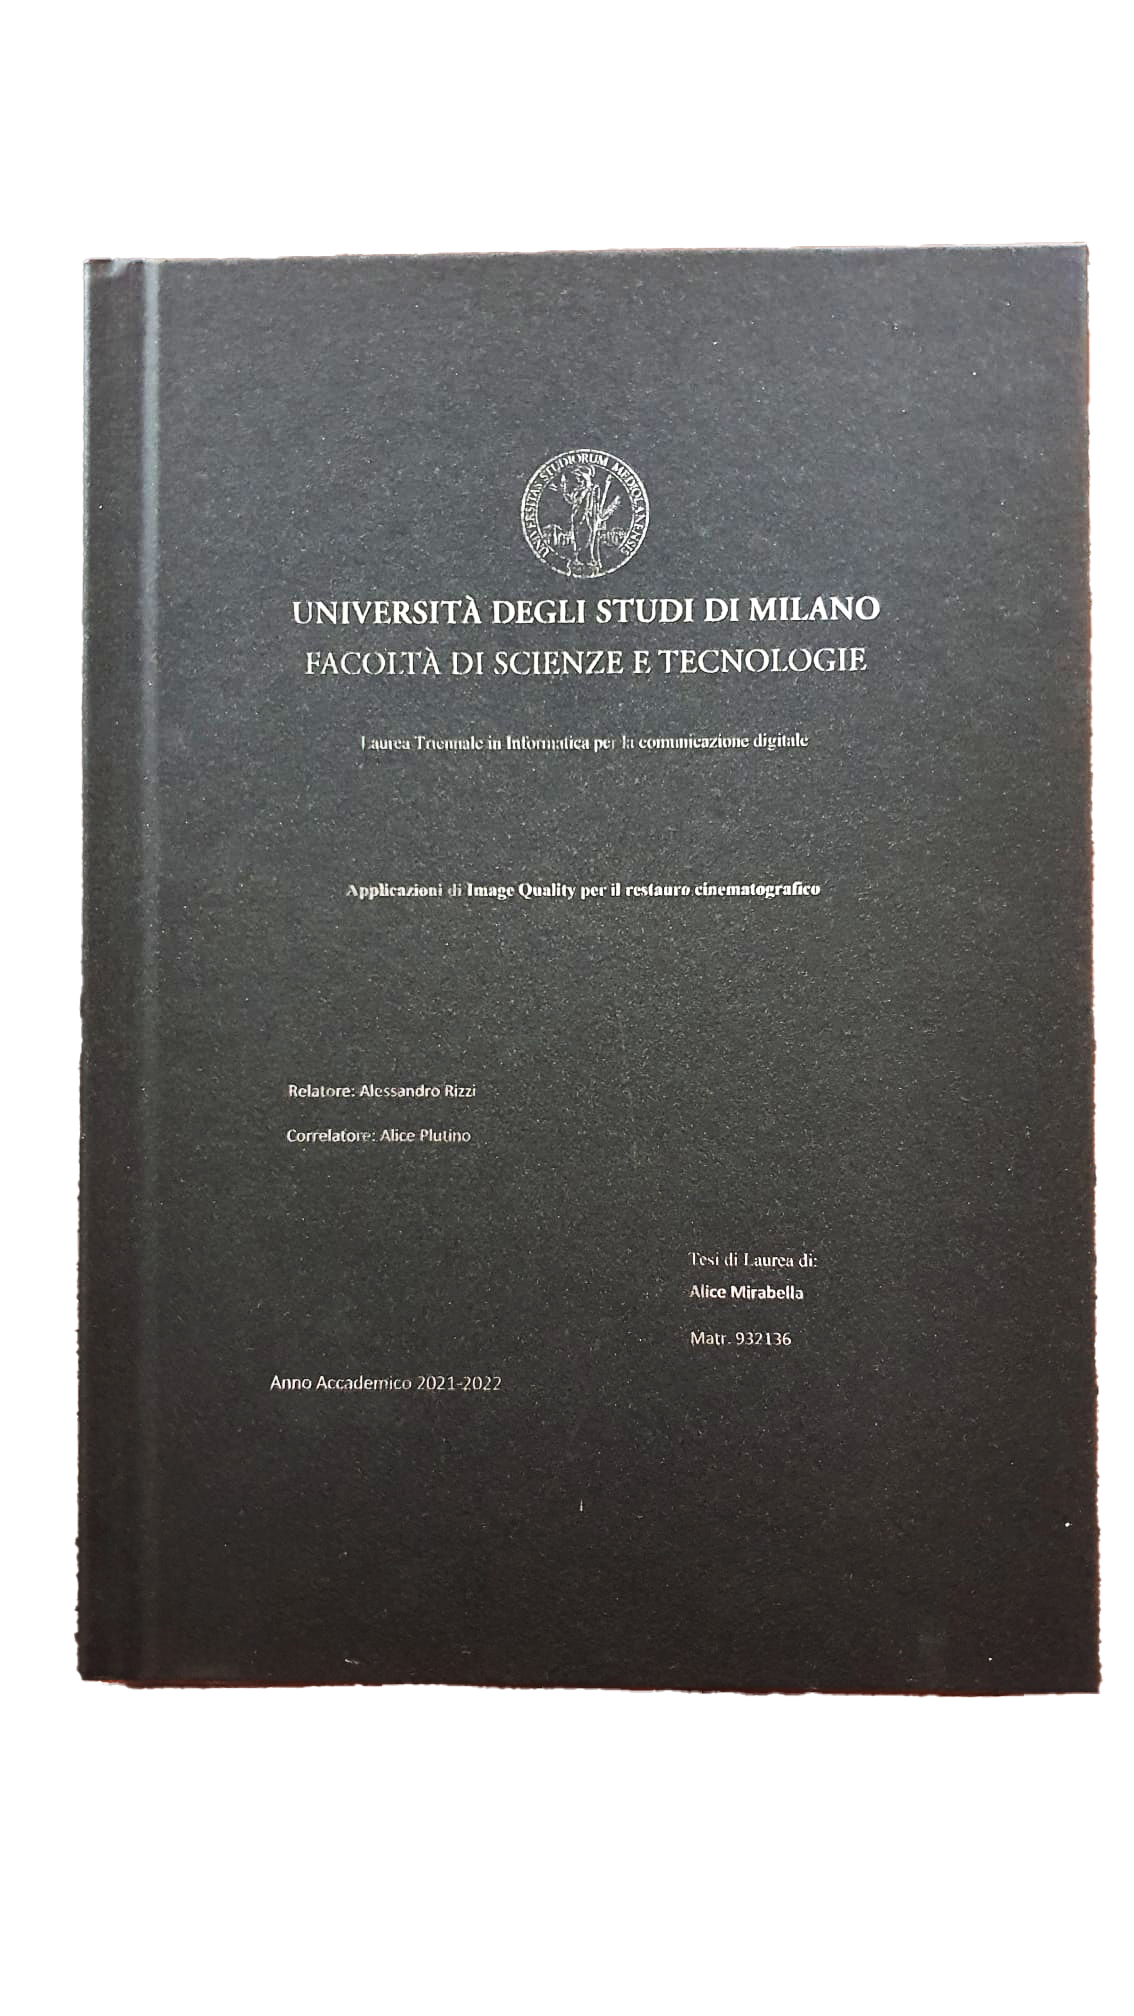 UNIVERSITAS STUDIORUM MEDIOLANENSIS
UNIVERSITÀ DEGLI STUDI DI MILANO
FACOLTÀ DI SCIENZE E TECNOLOGIE
Laurea Triennale in Informatica per la comunicazione digitale
Applicazioni di Image Quality per il restauro cinematografico
Relatore: Alessandro Rizzi
Correlatore: Alice Plutino
Tesi di Laurea di:
Alice Mirabella
Matr. 932136
Anno Accademico 2021-2022